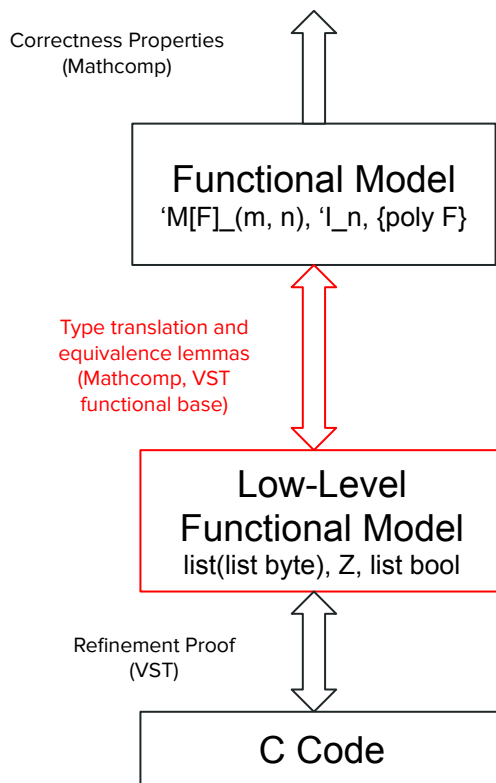 Correctness Properties
(Mathcomp)
Functional Model
‘M[F]_(m, n), ‘I_n, {poly F}
Type translation and
equivalence lemmas
(Mathcomp, VST
functional base)
Low-Level
Functional Model
list(list byte), Z, list bool
Refinement Proof
(VST)
C Code